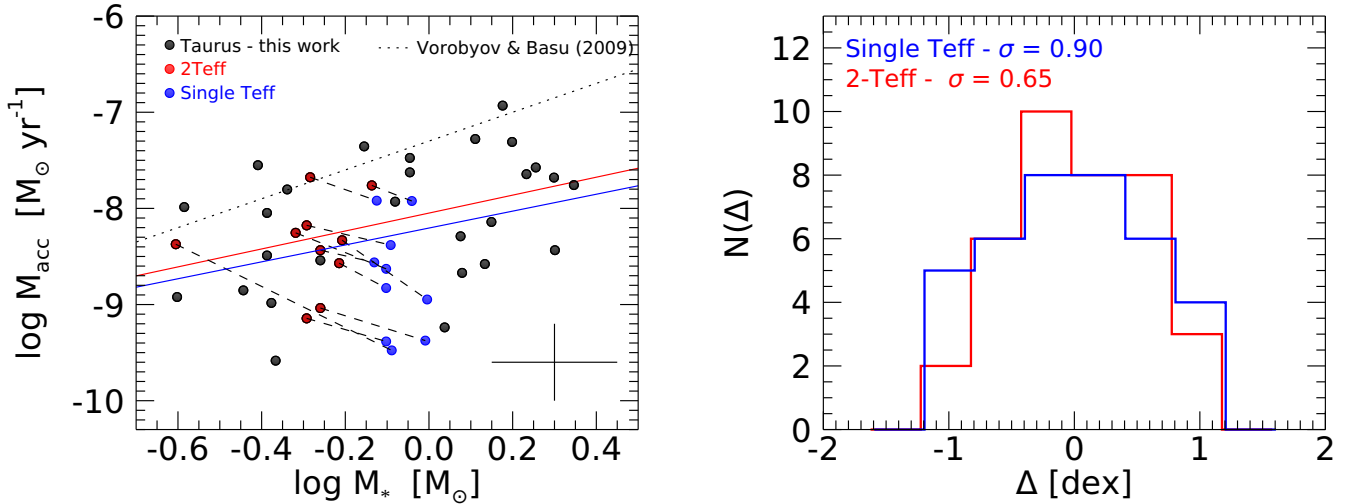 Taurus - this work
Vorobyov & Basu (2009)
2Teff
Single Teff
-6
-7
-8
-9
-10
log M_acc [M_⊙ yr^-1]
-0.6 -0.4 -0.2 0.0 0.2 0.4
log M_* [M_⊙]
Single Teff - σ = 0.90
2-Teff - σ = 0.65
12
10
8
6
4
2
0
N(Δ)
-2 -1 0 1 2
Δ [dex]